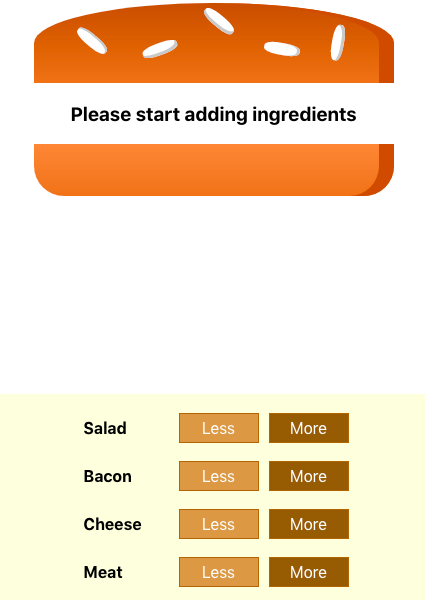 Please start adding ingredients
Salad Less More
Bacon Less More
Cheese Less More
Meat Less More